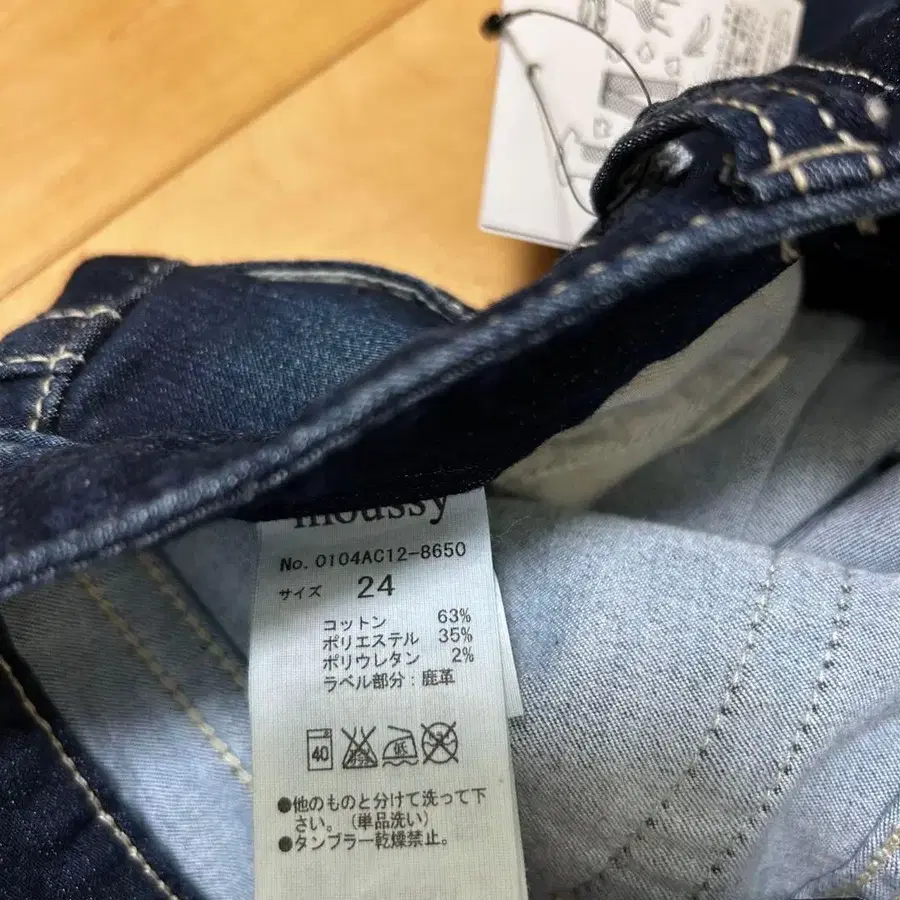 moussy
No. 0104AC12-8650
サイズ 24
コットン 63%
ポリエステル 35%
ポリウレタン 2%
ラベル部分：鹿革
40 低
●他のものと分けて洗って下
さい。（単品洗い）
●タンブラー乾燥禁止。